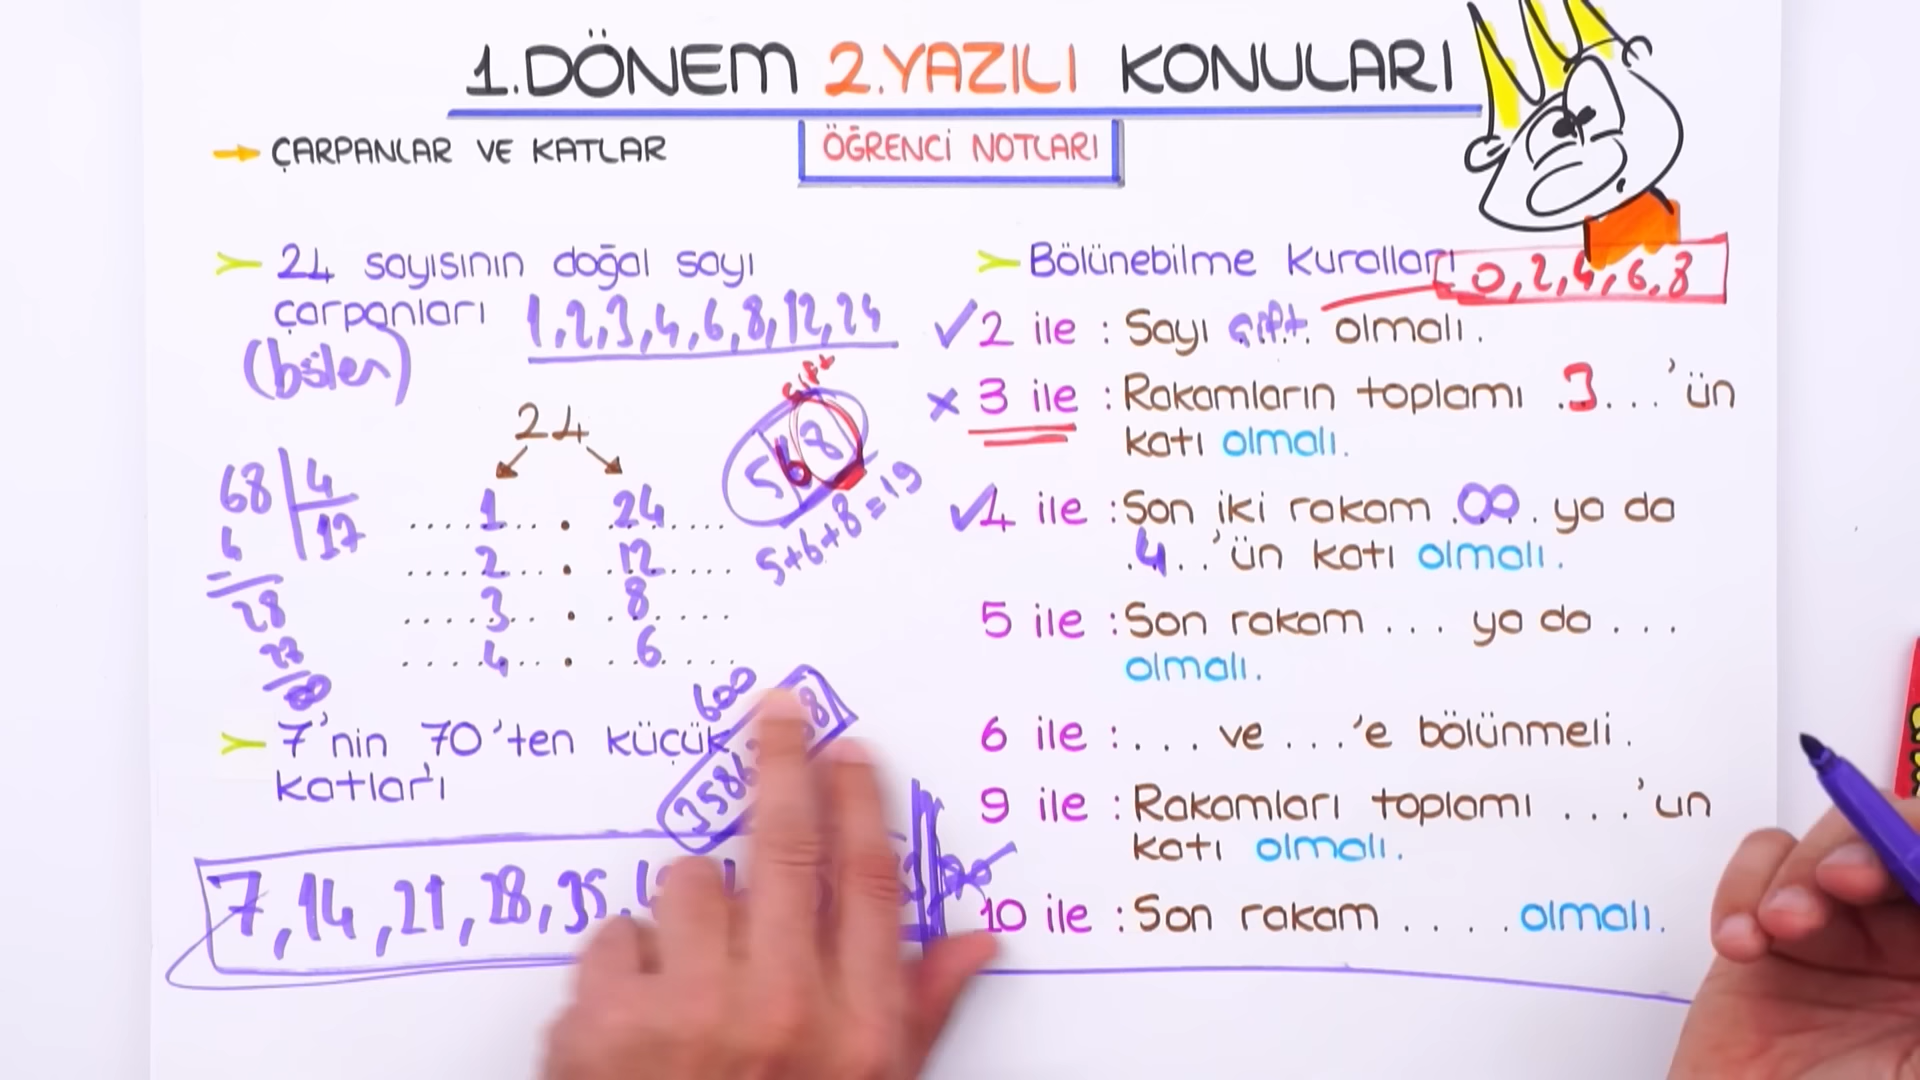 1.DÖNEM 2.YAZILI KONULARI
→ ÇARPANLAR VE KATLAR
ÖĞRENCİ NOTLARI
➤ 24 sayısının doğal sayı
çarpanları 1,2,3,4,6,8,12,24
(bölen)
24
1 . 24
2 . 12
3 . 8
4 . 6
68 4
17
28
çift
568
5+6+8=19
600
➤ 7'nin 70'ten küçük
katları
7, 14, 21, 28, 35,
➤ Bölünebilme Kuralları
0,2,4,6,8
✓ 2 ile : Sayı çift olmalı.
× 3 ile : Rakamların toplamı .3...'ün
katı olmalı.
✓ 4 ile : Son iki rakam .00. ya da
.4..'ün katı olmalı.
5 ile : Son rakam ... ya da ...
olmalı.
6 ile : ... ve ...'e bölünmeli.
9 ile : Rakamları toplamı ...'un
katı olmalı.
10 ile : Son rakam .... olmalı.